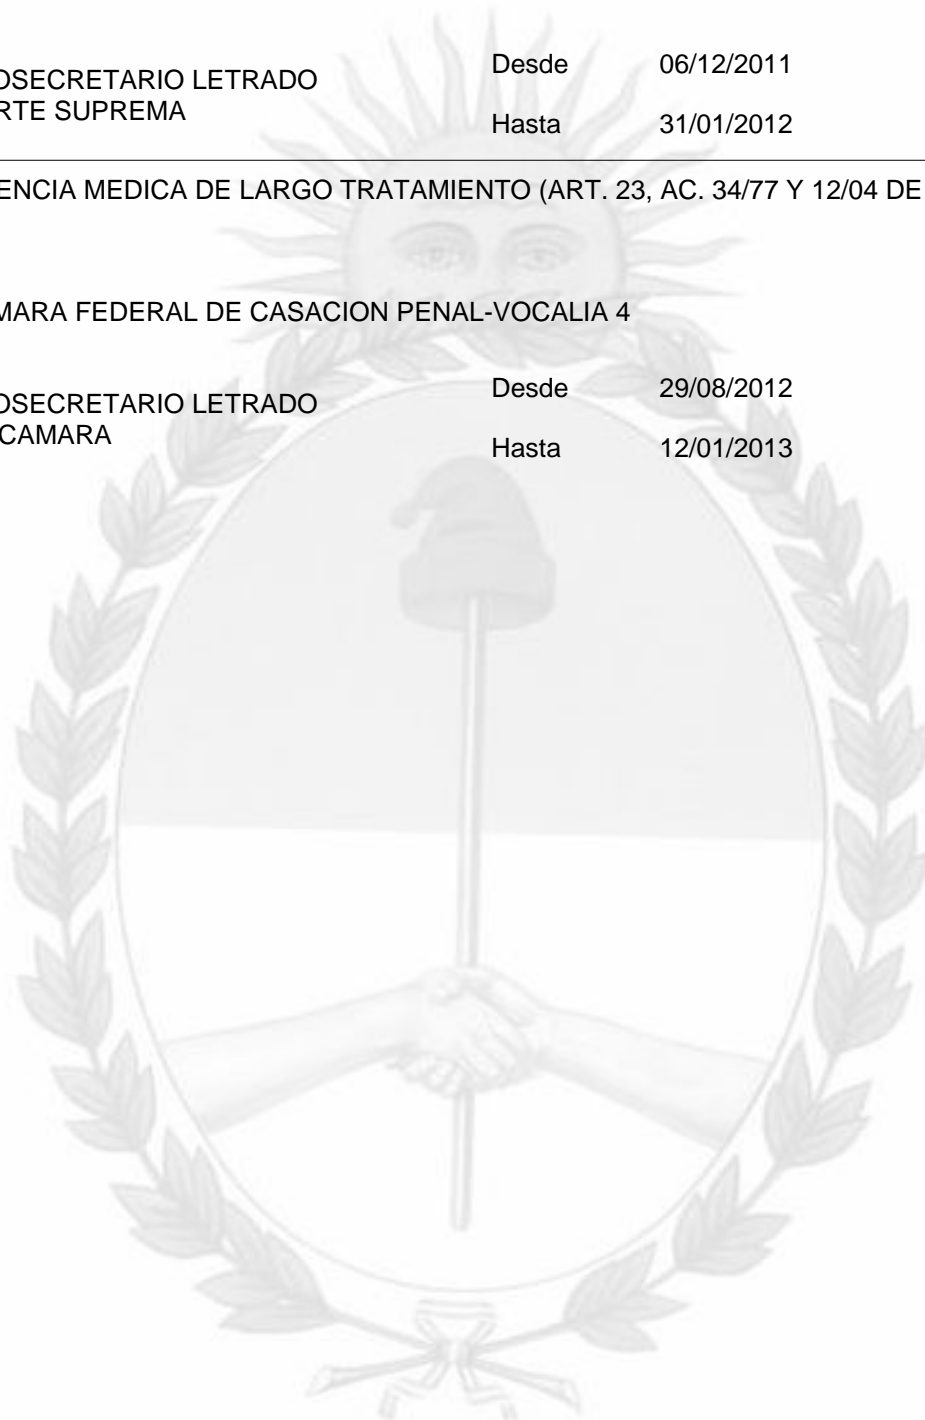 OSECRETARIO LETRADO
RTE SUPREMA
Desde 06/12/2011
Hasta 31/01/2012
ENCIA MEDICA DE LARGO TRATAMIENTO (ART. 23, AC. 34/77 Y 12/04 DE
MARA FEDERAL DE CASACION PENAL-VOCALIA 4
OSECRETARIO LETRADO
CAMARA
Desde 29/08/2012
Hasta 12/01/2013